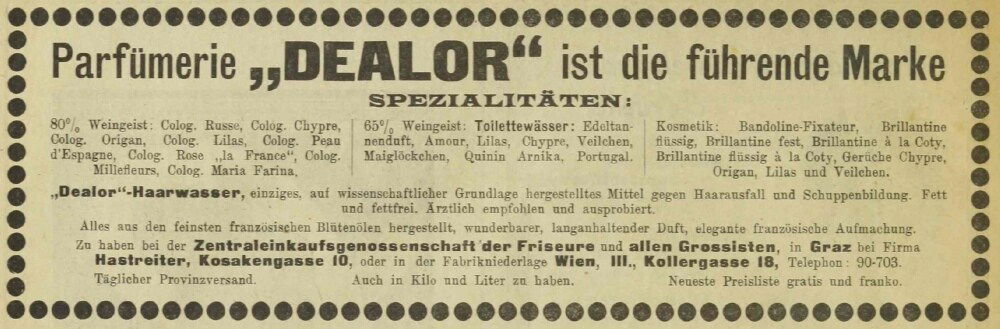 Parfümerie „DEALOR“ ist die führende Marke
SPEZIALITÄTEN:
80% Weingeist: Colog. Russe, Colog. Chypre,
Colog. Origan, Colog. Lilas, Colog. Peau
d'Espagne, Colog. Rose „la France“, Colog.
Millefleurs, Colog. Maria Farina,
65% Weingeist: Toilettewässer: Edeltan-
nenduft, Amour, Lilas, Chypre, Veilchen,
Maiglöckchen, Quinin Arnika, Portugal.
Kosmetik: Bandoline-Fixateur, Brillantine
flüssig, Brillantine fest, Brillantine à la Coty,
Brillantine flüssig à la Coty, Gerüche Chypre,
Origan, Lilas und Veilchen.
„Dealor“-Haarwasser, einziges, auf wissenschaftlicher Grundlage hergestelltes Mittel gegen Haarausfall und Schuppenbildung. Fett
und fettfrei. Ärztlich empfohlen und ausprobiert.
Alles aus den feinsten französischen Blütenölen hergestellt, wunderbarer, langanhaltender Duft, elegante französische Aufmachung.
Zu haben bei der Zentraleinkaufsgenossenschaft der Friseure und allen Grossisten, in Graz bei Firma
Hastreiter, Kosakengasse 10, oder in der Fabrikniederlage Wien, III., Kollergasse 18, Telephon: 90-703.
Täglicher Provinzversand. Auch in Kilo und Liter zu haben. Neueste Preisliste gratis und franko.